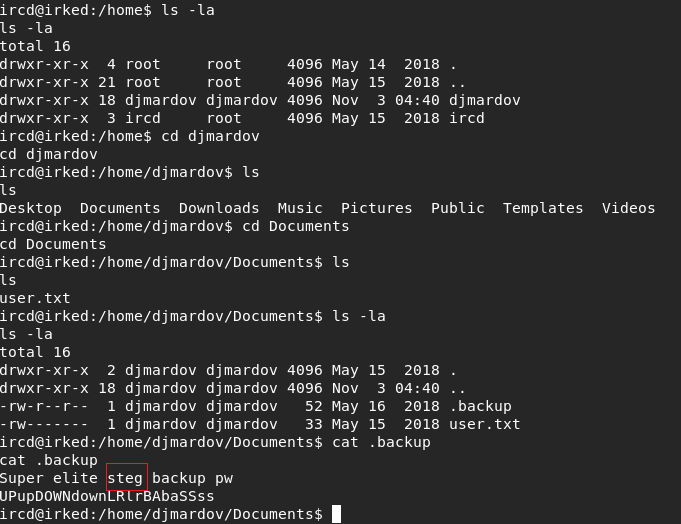 ircd@irked:/home$ ls -la
ls -la
total 16
drwxr-xr-x  4 root     root     4096 May 14  2018 .
drwxr-xr-x 21 root     root     4096 May 15  2018 ..
drwxr-xr-x 18 djmardov djmardov 4096 Nov  3 04:40 djmardov
drwxr-xr-x  3 ircd     root     4096 May 15  2018 ircd
ircd@irked:/home$ cd djmardov
cd djmardov
ircd@irked:/home/djmardov$ ls
ls
Desktop  Documents  Downloads  Music  Pictures  Public  Templates  Videos
ircd@irked:/home/djmardov$ cd Documents
cd Documents
ircd@irked:/home/djmardov/Documents$ ls
ls
user.txt
ircd@irked:/home/djmardov/Documents$ ls -la
ls -la
total 16
drwxr-xr-x  2 djmardov djmardov 4096 May 15  2018 .
drwxr-xr-x 18 djmardov djmardov 4096 Nov  3 04:40 ..
-rw-r--r--  1 djmardov djmardov   52 May 16  2018 .backup
-rw-------  1 djmardov djmardov   33 May 15  2018 user.txt
ircd@irked:/home/djmardov/Documents$ cat .backup
cat .backup
Super elite steg backup pw
UPupDOWNdownLRlrBAbaSSss
ircd@irked:/home/djmardov/Documents$